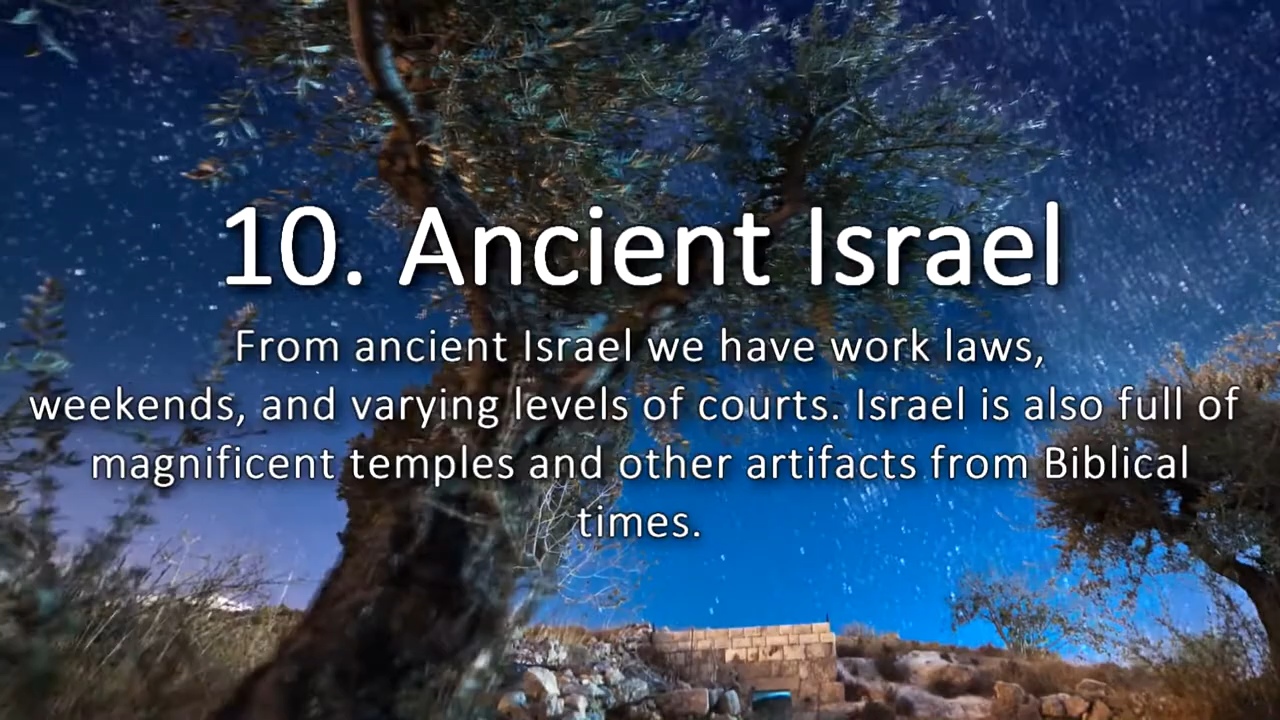 10. Ancient Israel
From ancient Israel we have work laws,
weekends, and varying levels of courts. Israel is also full of
magnificent temples and other artifacts from Biblical
times.